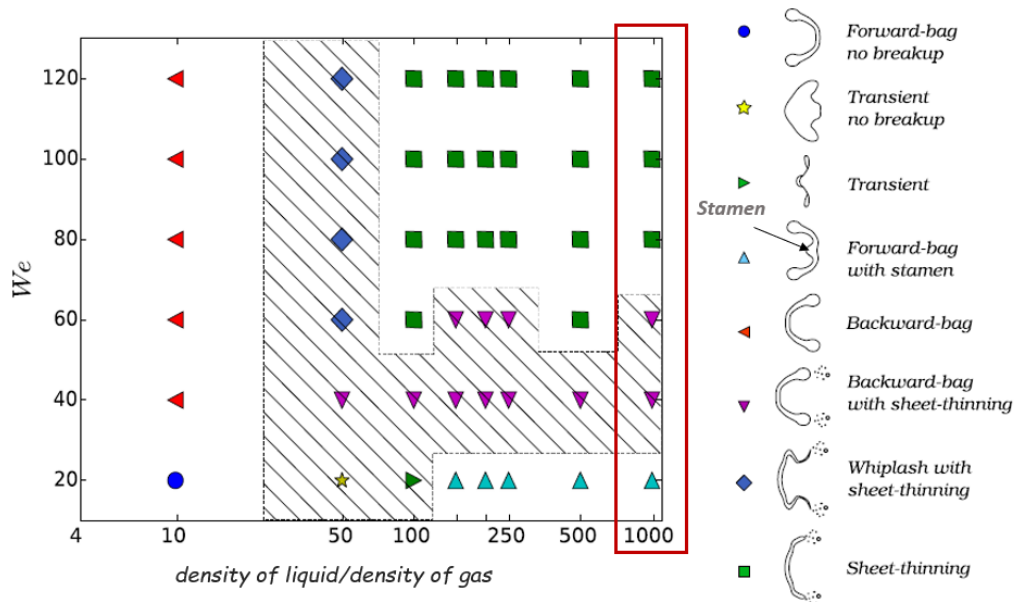 120
100
80
60
40
20
We
4
10
50
100
500
1000
density of liquid/density of gas
Forward-bag
no breakup
Transient
no breakup
Transient
Stamen
Forward-bag
with stamen
Backward-bag
Backward-bag
with sheet-thinning
Whiplash with
sheet-thinning
Sheet-thinning